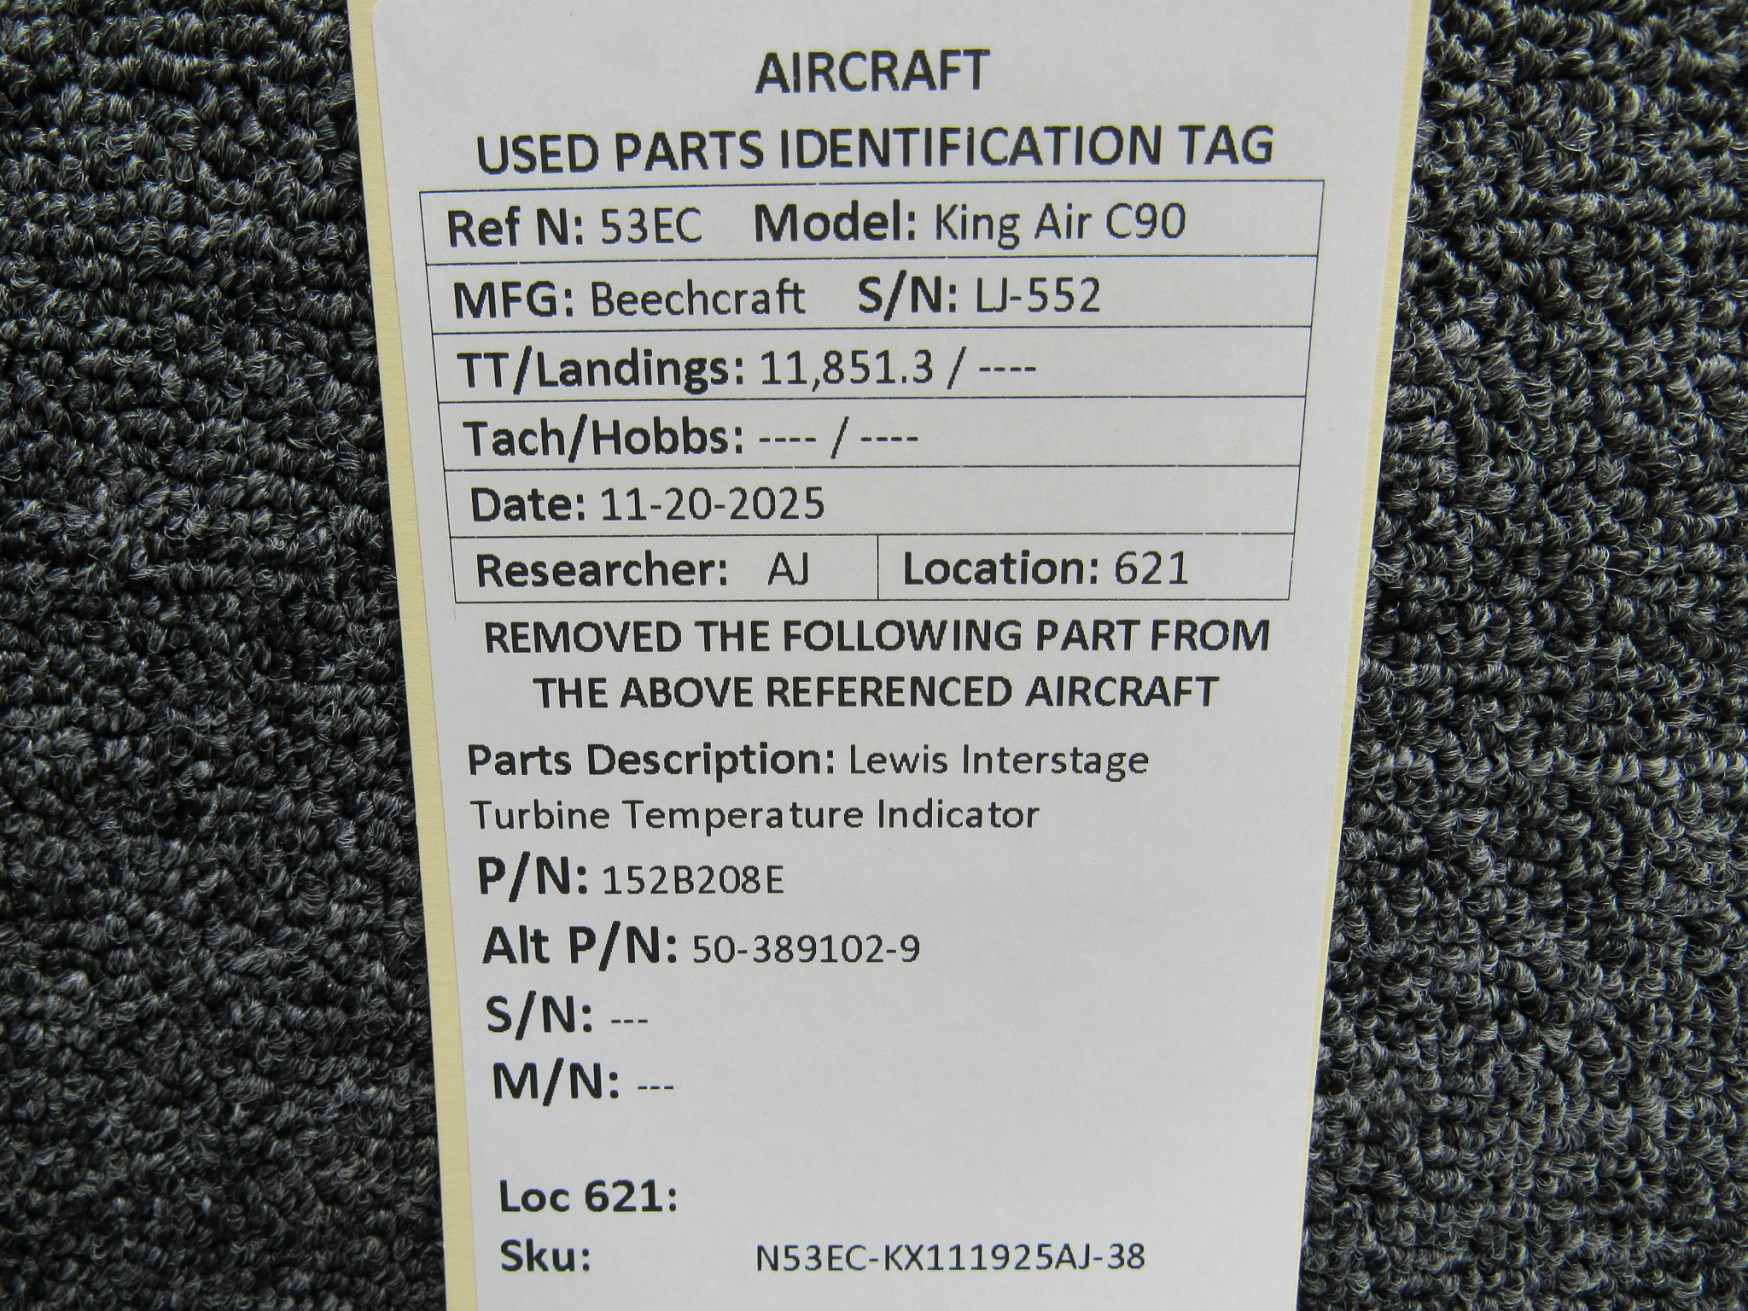 AIRCRAFT
USED PARTS IDENTIFICATION TAG
Ref N: 53EC Model: King Air C90
MFG: Beechcraft S/N: LJ-552
TT/Landings: 11,851.3 / ----
Tach/Hobbs: ---- / ----
Date: 11-20-2025
Researcher: AJ Location: 621
REMOVED THE FOLLOWING PART FROM
THE ABOVE REFERENCED AIRCRAFT
Parts Description: Lewis Interstage
Turbine Temperature Indicator
P/N: 152B208E
Alt P/N: 50-389102-9
S/N: ---
M/N: ---
Loc 621:
Sku: N53EC-KX111925AJ-38